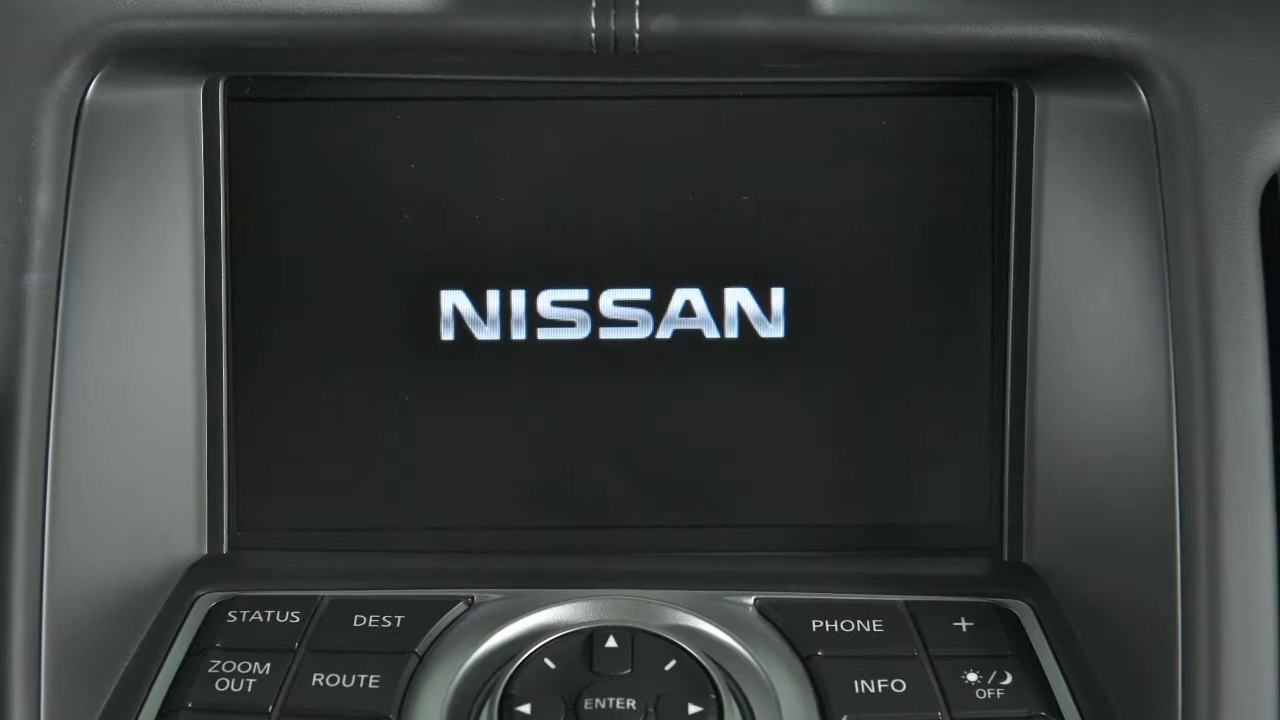 NISSAN
STATUS
DEST
PHONE
+
ZOOM
OUT
ROUTE
ENTER
INFO
OFF